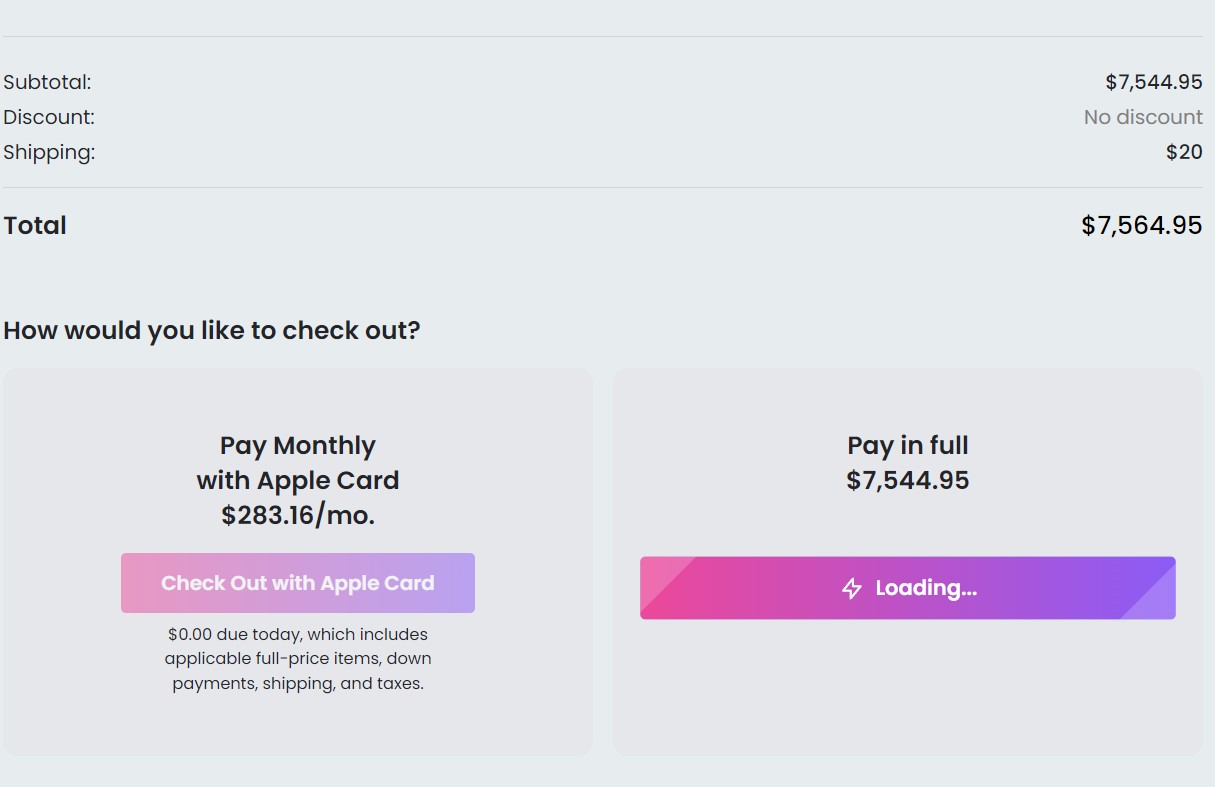 Subtotal: $7,544.95
Discount: No discount
Shipping: $20
Total $7,564.95
How would you like to check out?
Pay Monthly
with Apple Card
$283.16/mo.
Check Out with Apple Card
$0.00 due today, which includes
applicable full-price items, down
payments, shipping, and taxes.
Pay in full
$7,544.95
Loading...